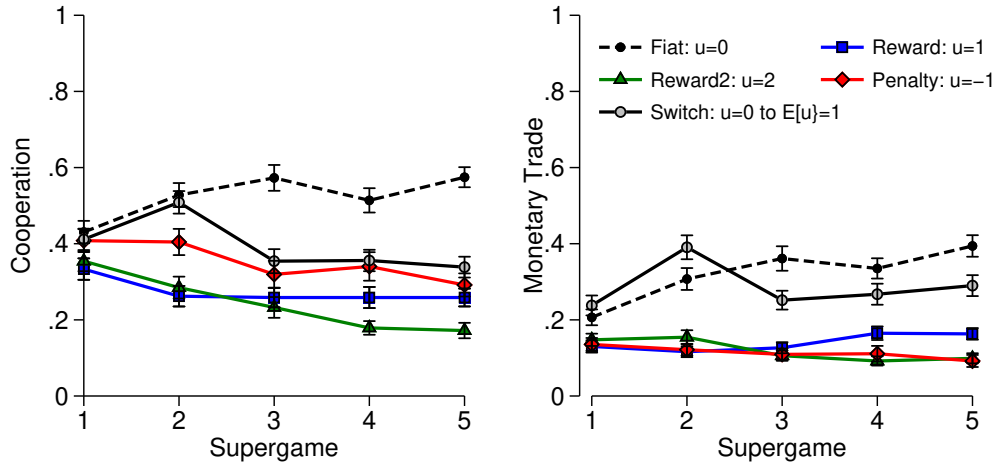 1
.8
.6
.4
.2
0
Cooperation
1
2
3
4
5
Supergame
1
.8
.6
.4
.2
0
Monetary Trade
Fiat: u=0
Reward: u=1
Reward2: u=2
Penalty: u=−1
Switch: u=0 to E[u}=1
1
2
3
4
5
Supergame